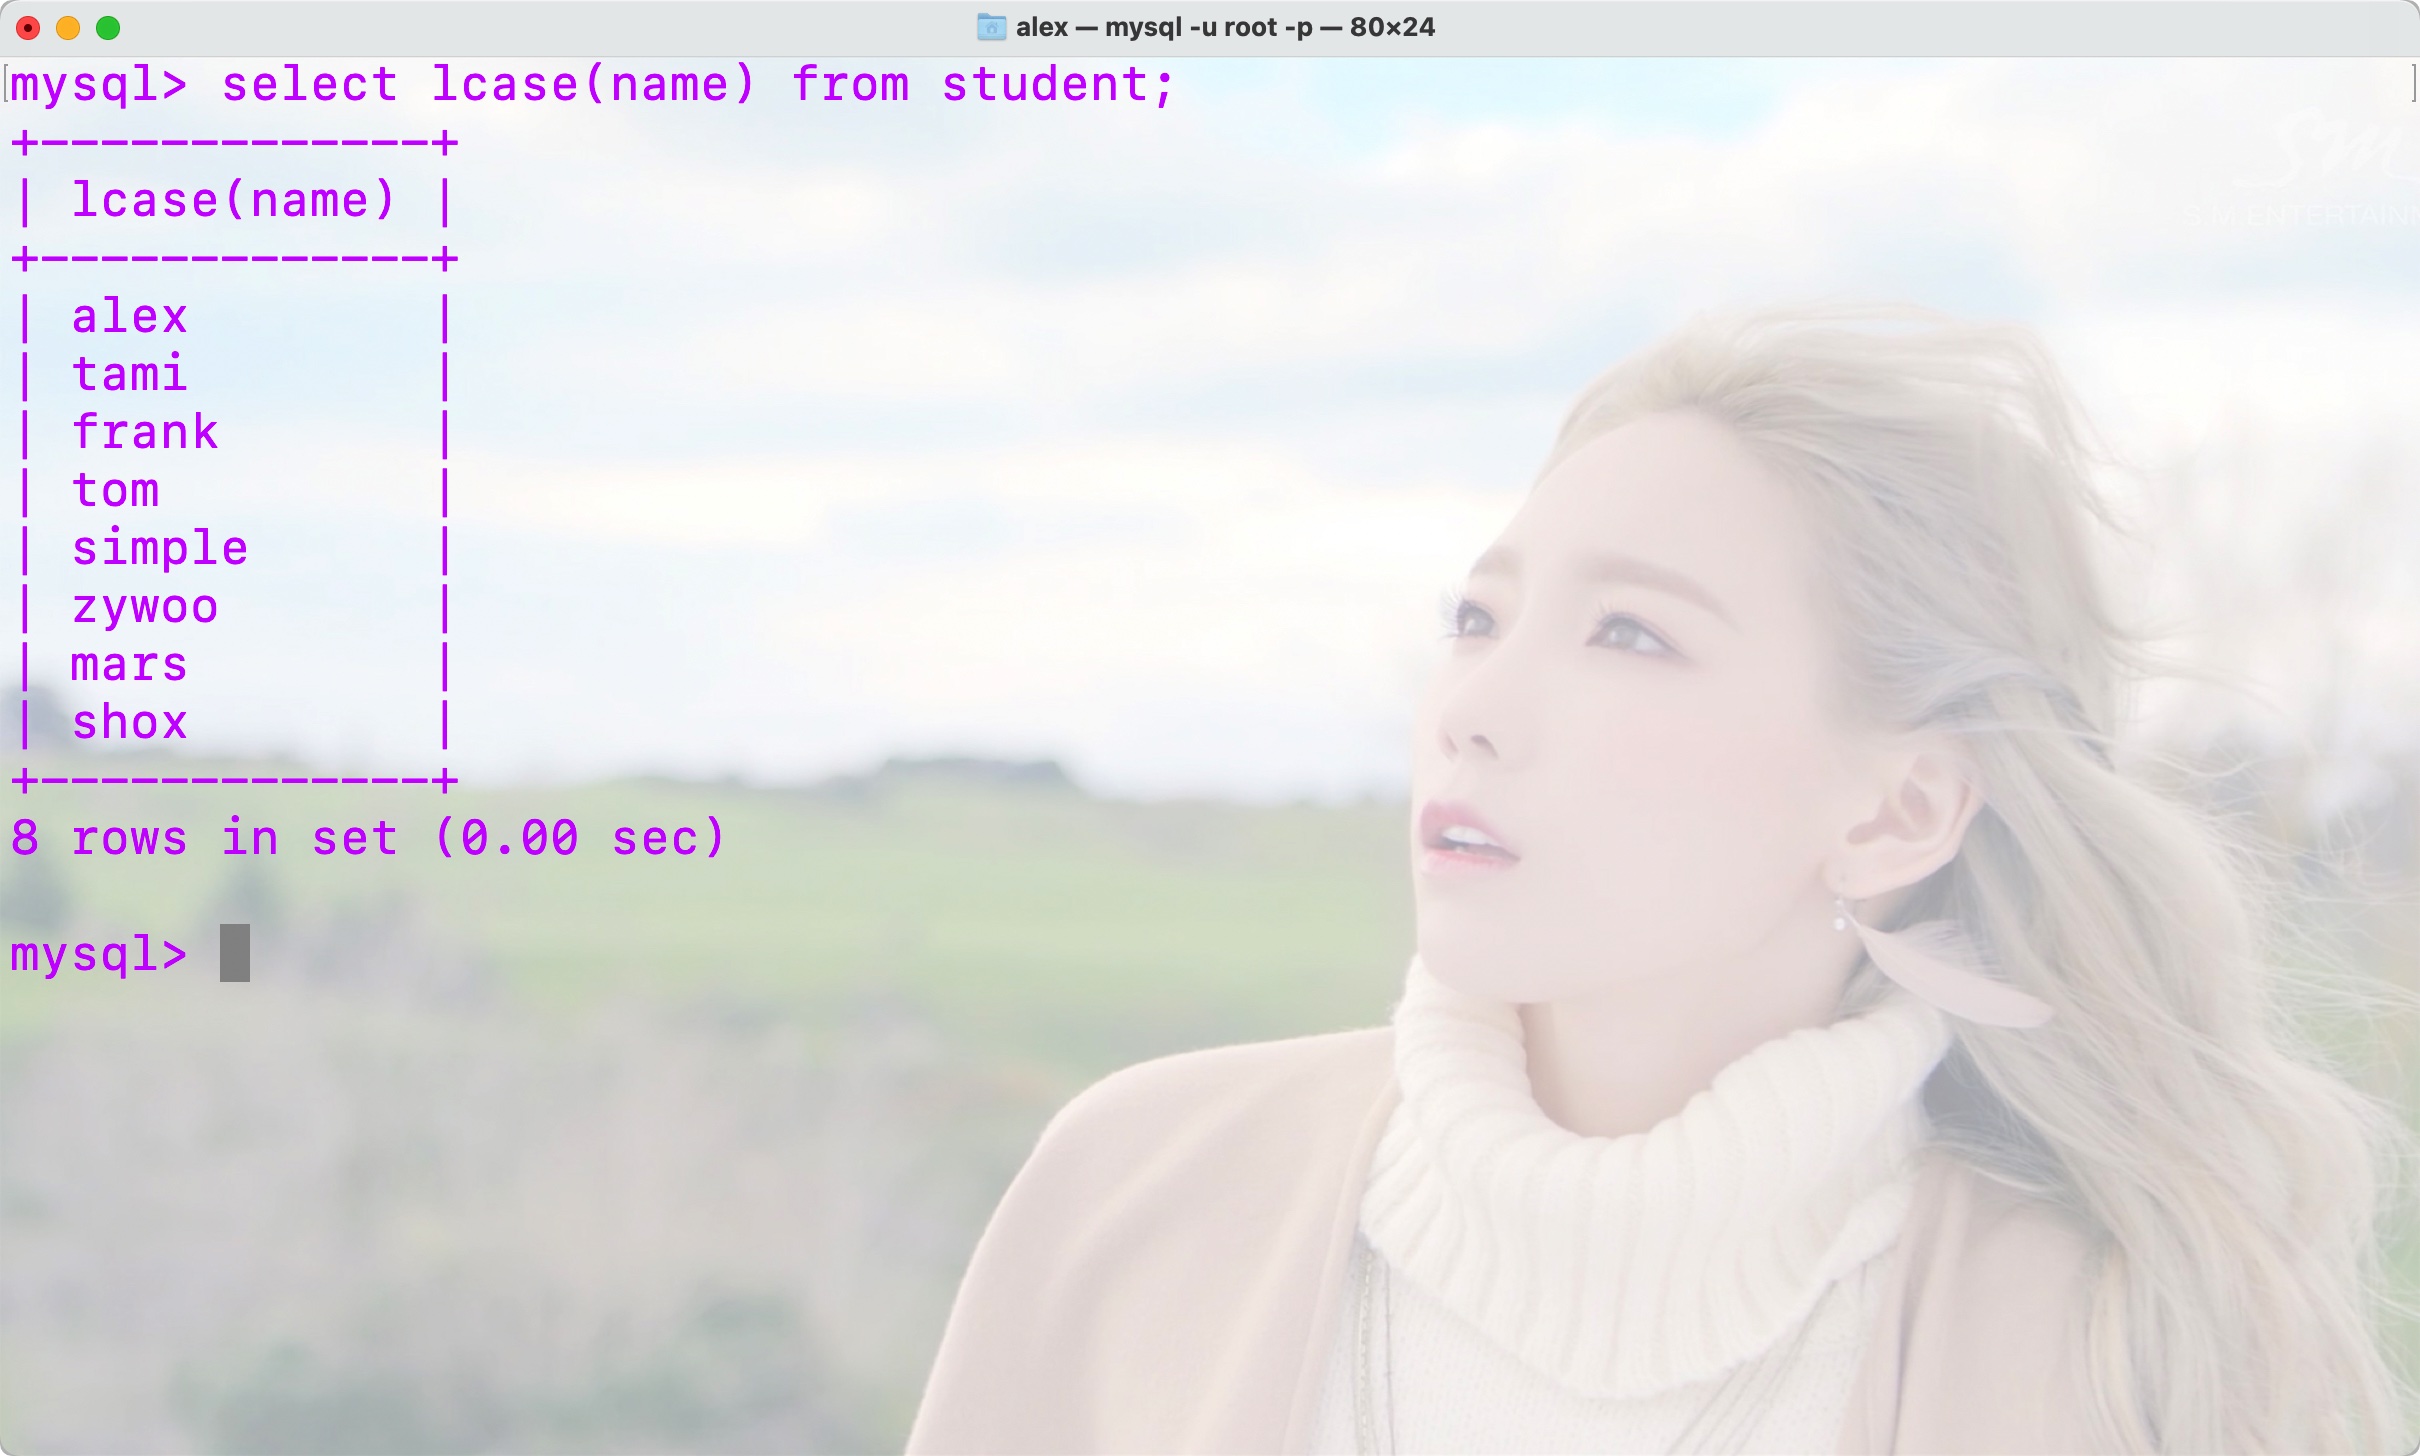 alex — mysql -u root -p — 80×24
mysql> select lcase(name) from student;
+-------------+
| lcase(name) |
+-------------+
| alex        |
| tami        |
| frank       |
| tom         |
| simple      |
| zywoo       |
| mars        |
| shox        |
+-------------+
8 rows in set (0.00 sec)
mysql>
SM
S.M.ENTERTAIN